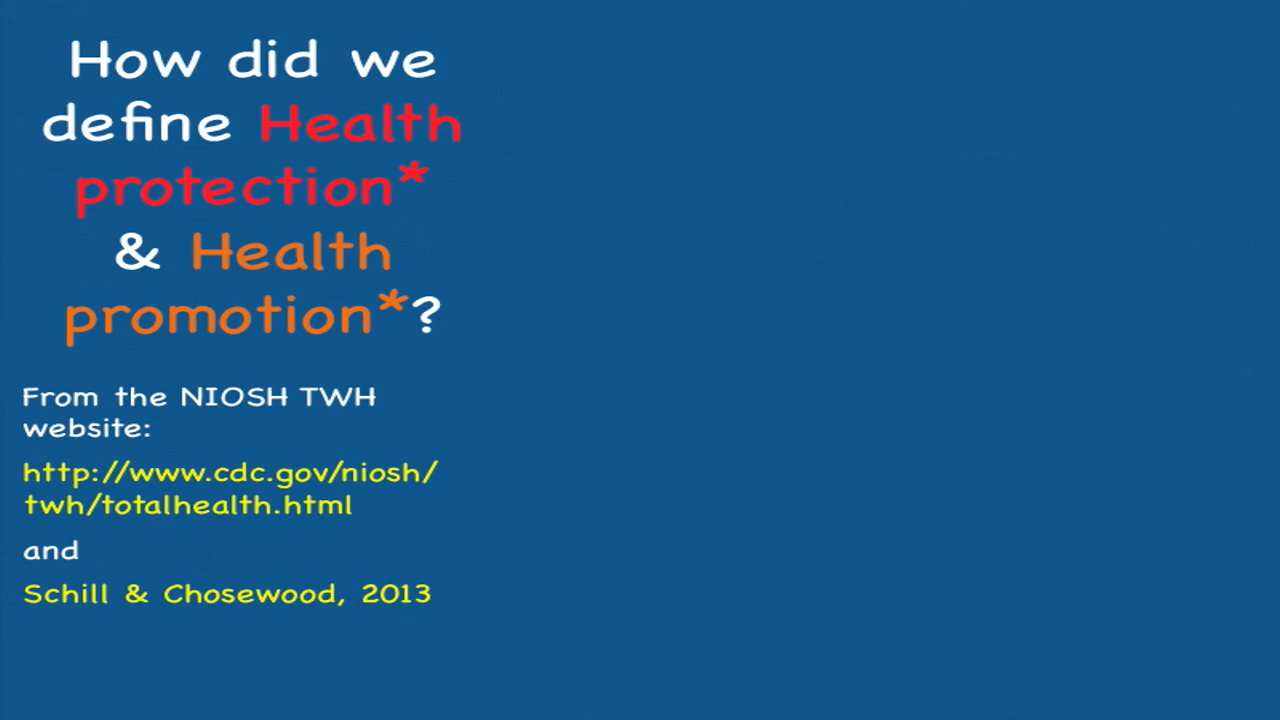 How did we
define Health
protection*
& Health
promotion*?
From the NIOSH TWH
website:
http://www.cdc.gov/niosh/
twh/totalhealth.html
and
Schill & Chosewood, 2013